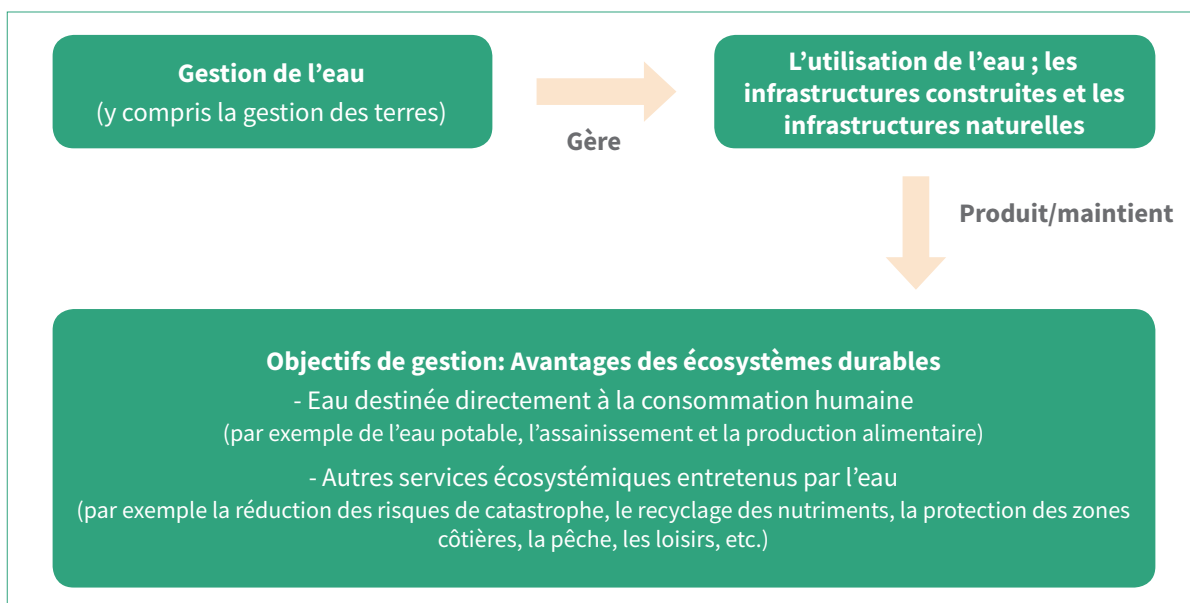 Gestion de l’eau
(y compris la gestion des terres)
Gère
L’utilisation de l’eau ; les
infrastructures construites et les
infrastructures naturelles
Produit/maintient
Objectifs de gestion: Avantages des écosystèmes durables
- Eau destinée directement à la consommation humaine
(par exemple de l’eau potable, l’assainissement et la production alimentaire)
- Autres services écosystémiques entretenus par l’eau
(par exemple la réduction des risques de catastrophe, le recyclage des nutriments, la protection des zones
côtières, la pêche, les loisirs, etc.)